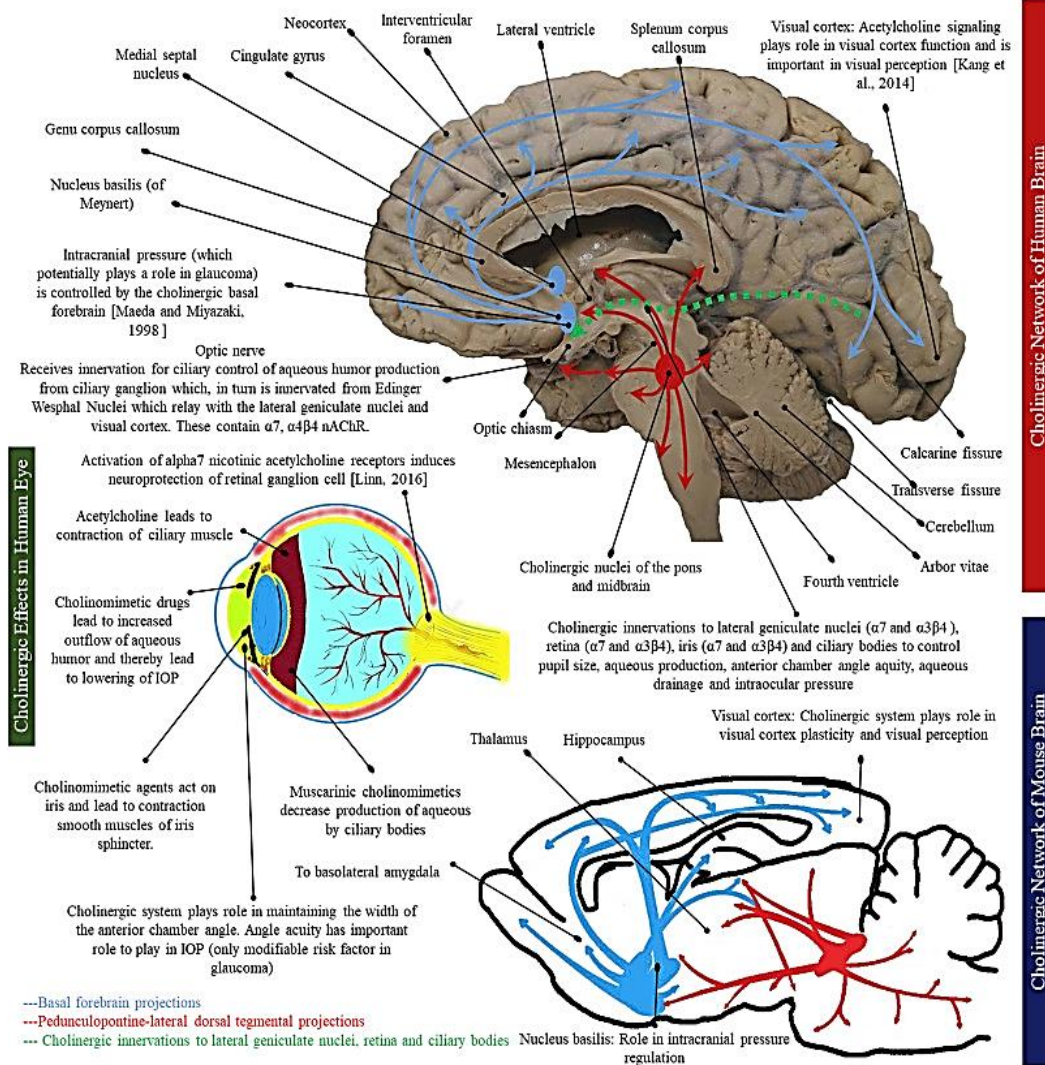 Neocortex
Interventricular
foramen
Lateral ventricle
Splenum corpus
callosum
Visual cortex: Acetylcholine signaling
plays role in visual cortex function and is
important in visual perception [Kang et
al., 2014]
Medial septal
nucleus
Cingulate gyrus
Genu corpus callosum
Nucleus basilis (of
Meynert)
Intracranial pressure (which
potentially plays a role in glaucoma)
is controlled by the cholinergic basal
forebrain [Maeda and Miyazaki,
1998 ]
Optic nerve
Receives innervation for ciliary control of aqueous humor production
from ciliary ganglion which, in turn is innervated from Edinger
Wesphal Nuclei which relay with the lateral geniculate nuclei and
visual cortex. These contain α7, α4β4 nAChR.
Optic chiasm
Mesencephalon
Calcarine fissure
Transverse fissure
Cerebellum
Arbor vitae
Fourth ventricle
Cholinergic nuclei of the pons
and midbrain
Cholinergic innervations to lateral geniculate nuclei (α7 and α3β4 ),
retina (α7 and α3β4), iris (α7 and α3β4) and ciliary bodies to control
pupil size, aqueous production, anterior chamber angle aquity, aqueous
drainage and intraocular pressure
Cholinergic Network of Human Brain
Cholinergic Effects in Human Eye
Activation of alpha7 nicotinic acetylcholine receptors induces
neuroprotection of retinal ganglion cell [Linn, 2016]
Acetylcholine leads to
contraction of ciliary muscle
Cholinomimetic drugs
lead to increased
outflow of aqueous
humor and thereby lead
to lowering of IOP
Cholinomimetic agents act on
iris and lead to contraction
smooth muscles of iris
sphincter.
Muscarinic cholinomimetics
decrease production of aqueous
by ciliary bodies
Cholinergic system plays role in maintaining the width of
the anterior chamber angle. Angle acuity has important
role to play in IOP (only modifiable risk factor in
glaucoma)
Visual cortex: Cholinergic system plays role in
visual cortex plasticity and visual perception
Thalamus
Hippocampus
To basolateral amygdala
Nucleus basilis: Role in intracranial pressure
regulation
Cholinergic Network of Mouse Brain
---Basal forebrain projections
---Pedunculopontine-lateral dorsal tegmental projections
--- Cholinergic innervations to lateral geniculate nuclei, retina and ciliary bodies